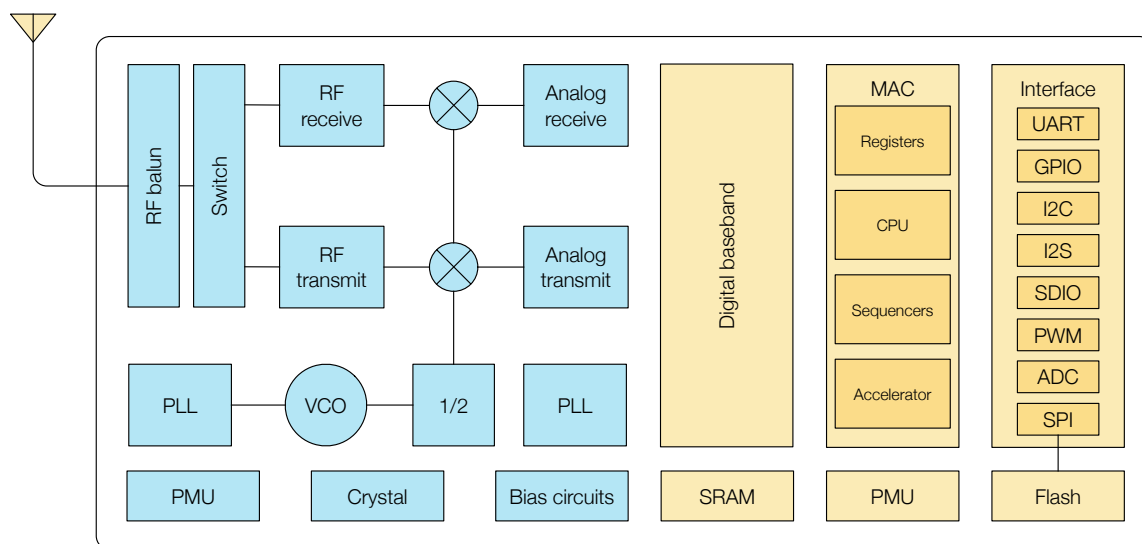 RF balun
Switch
RF
receive
Analog
receive
RF
transmit
Analog
transmit
PLL
VCO
1/2
PLL
PMU
Crystal
Bias circuits
Digital baseband
SRAM
MAC
Registers
CPU
Sequencers
Accelerator
PMU
Interface
UART
GPIO
I2C
I2S
SDIO
PWM
ADC
SPI
Flash